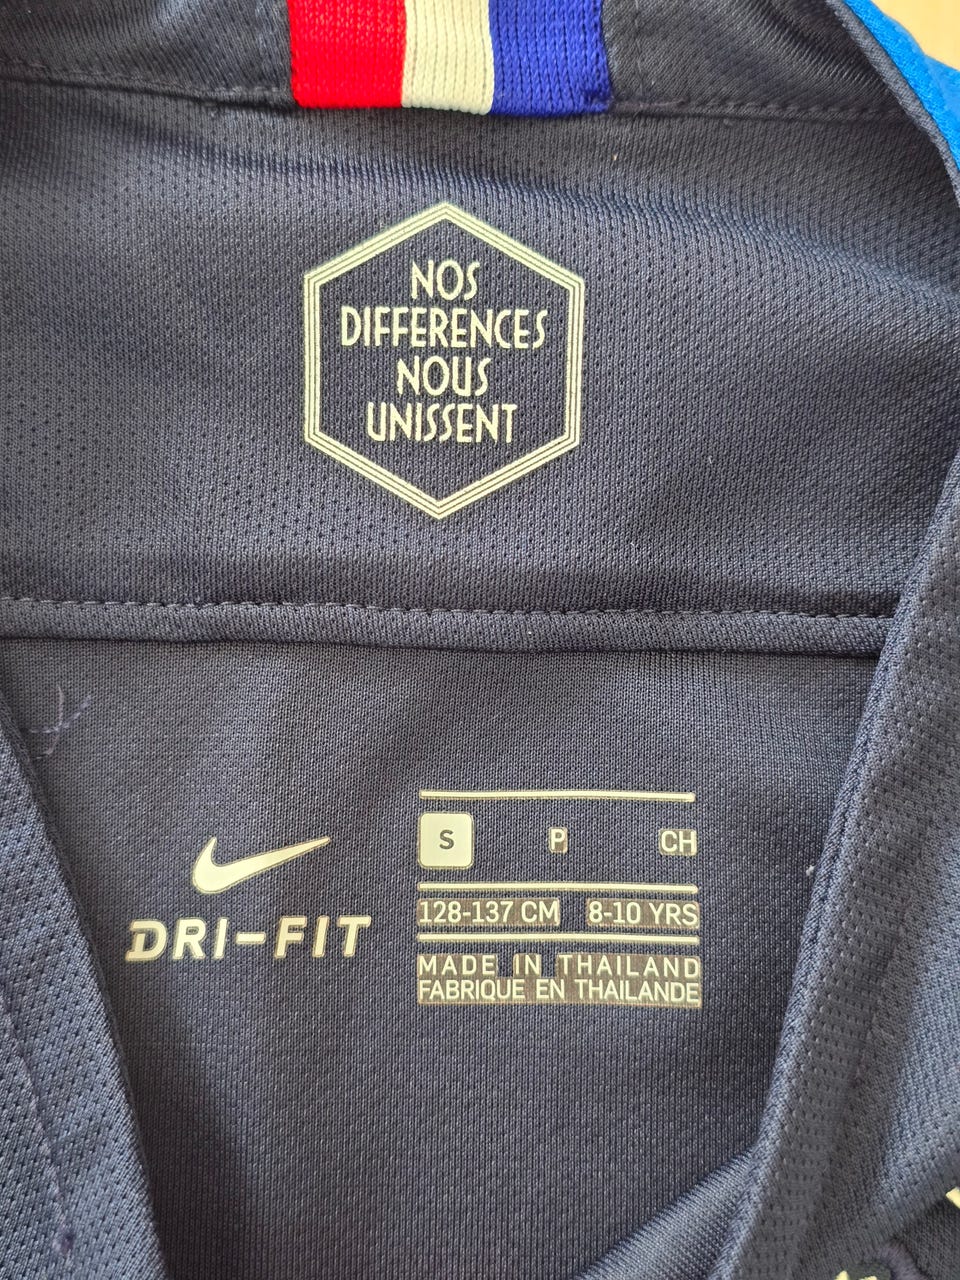 NOS
DIFFERENCES
NOUS
UNISSENT
S P CH
128-137 CM 8-10 YRS
DRI-FIT
MADE IN THAILAND
FABRIQUE EN THAILANDE